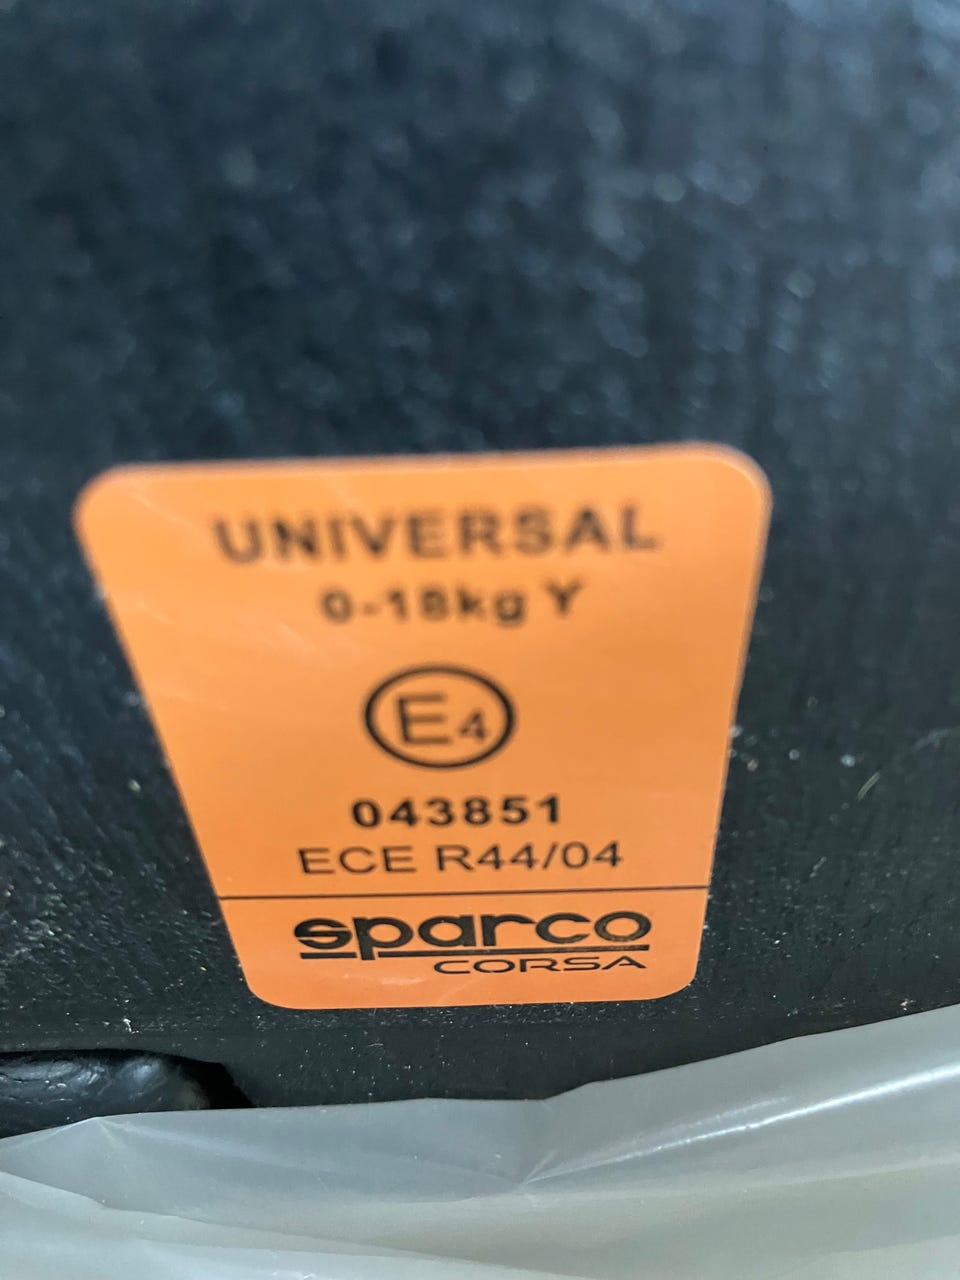 UNIVERSAL
0-18kg Y
E4
043851
ECE R44/04
sparco
CORSA